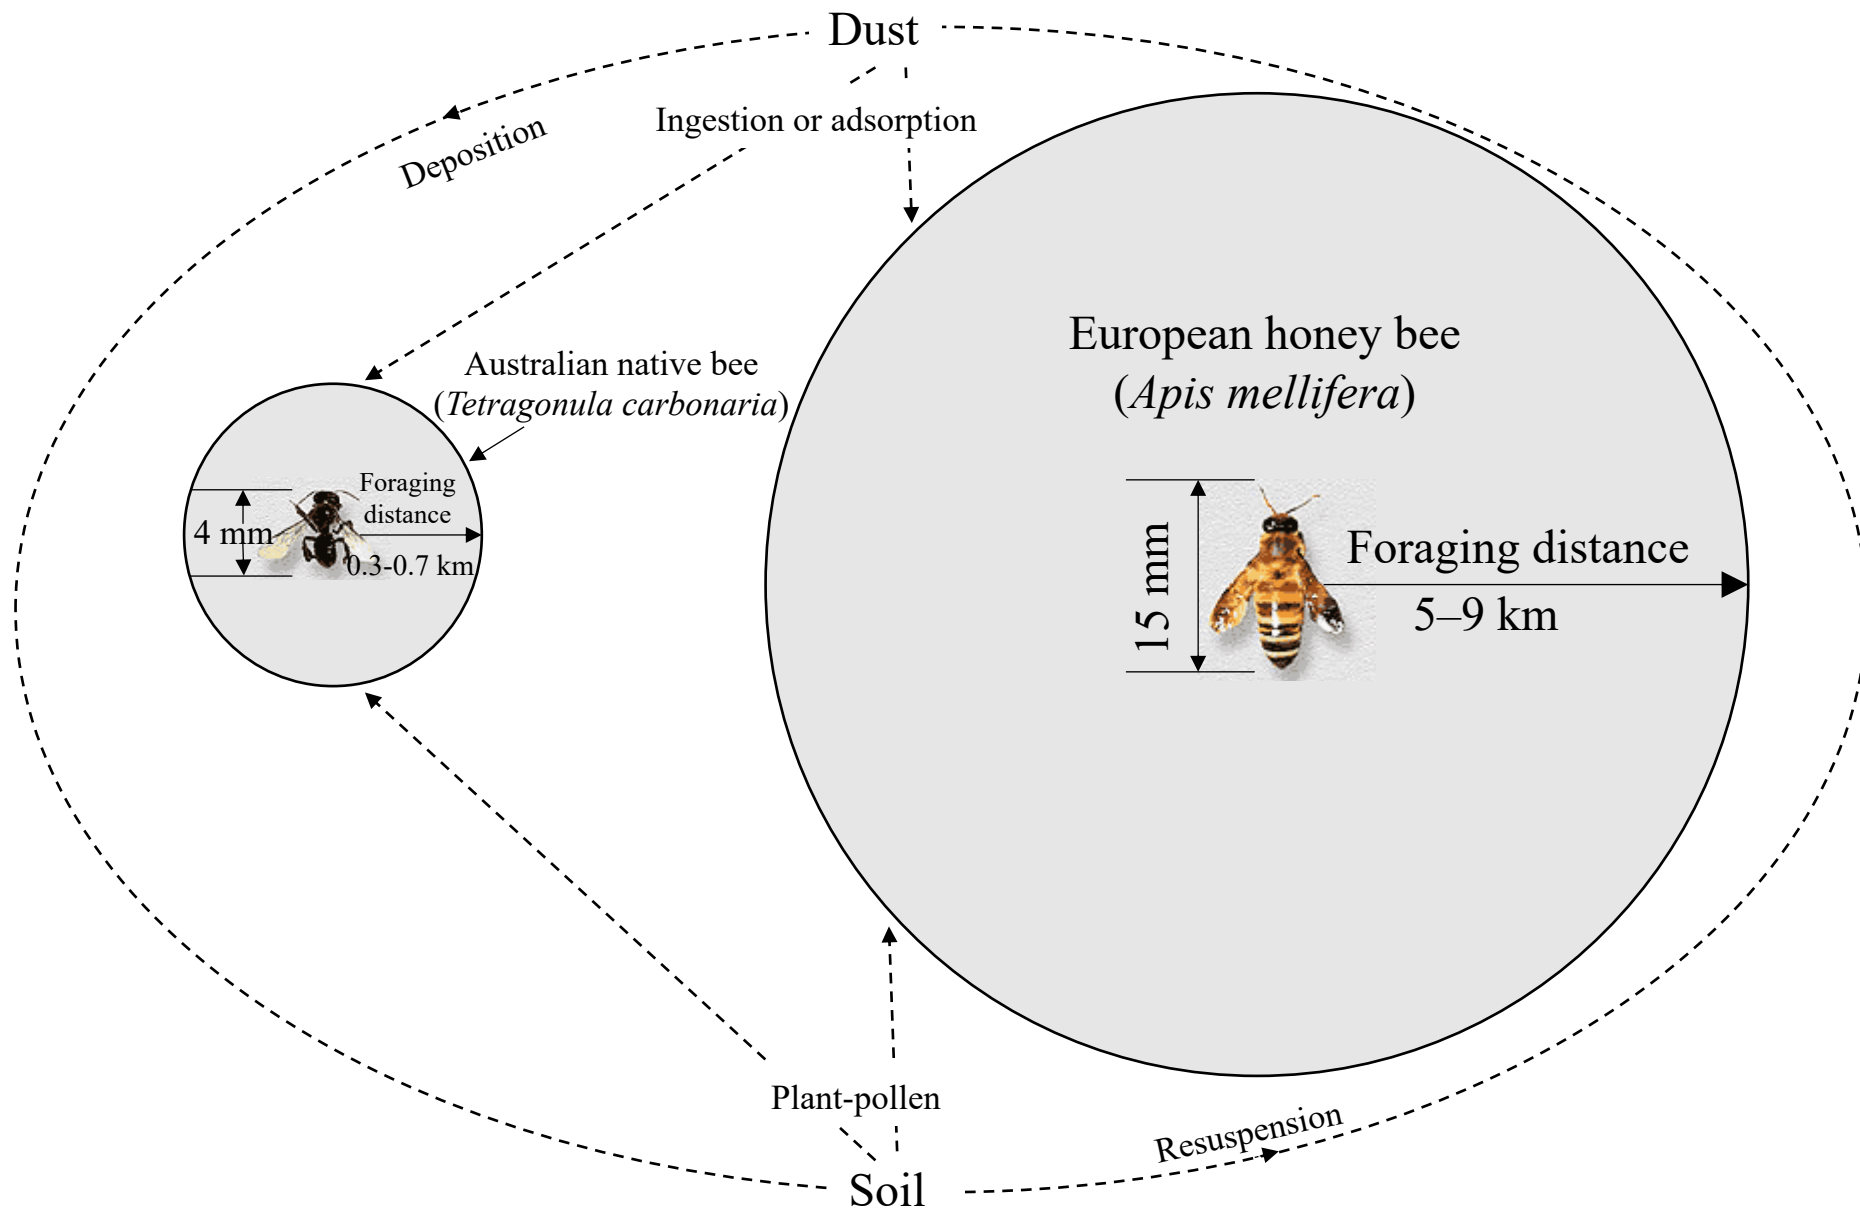 Dust
Ingestion or adsorption
Deposition
Australian native bee
(Tetragonula carbonaria)
Foraging
distance
4 mm
0.3-0.7 km
European honey bee
(Apis mellifera)
15 mm
Foraging distance
5–9 km
Plant-pollen
Resuspension
Soil